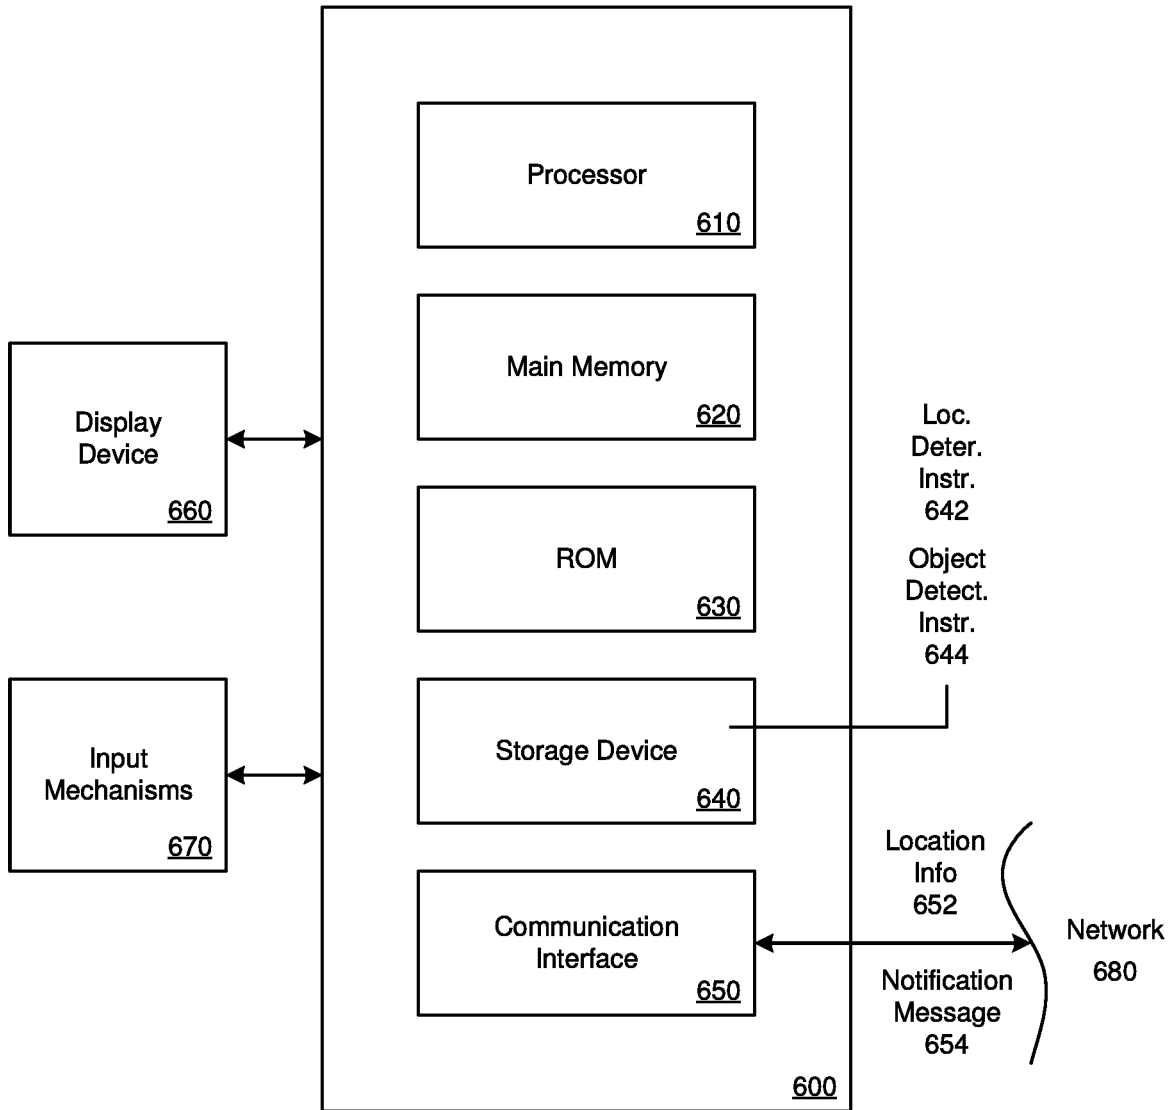 Processor
610
Main Memory
620
Display
Device
660
Loc.
Deter.
Instr.
642
ROM
630
Object
Detect.
Instr.
644
Input
Mechanisms
670
Storage Device
640
Location
Info
652
Communication
Interface
650
Network
680
Notification
Message
654
600